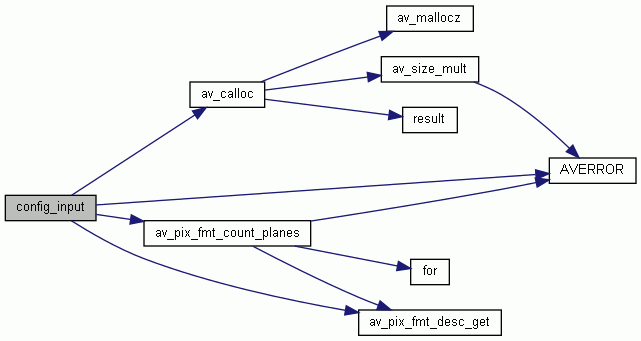 av_mallocz
av_size_mult
av_calloc
result
AVERROR
config_input
av_pix_fmt_count_planes
for
av_pix_fmt_desc_get